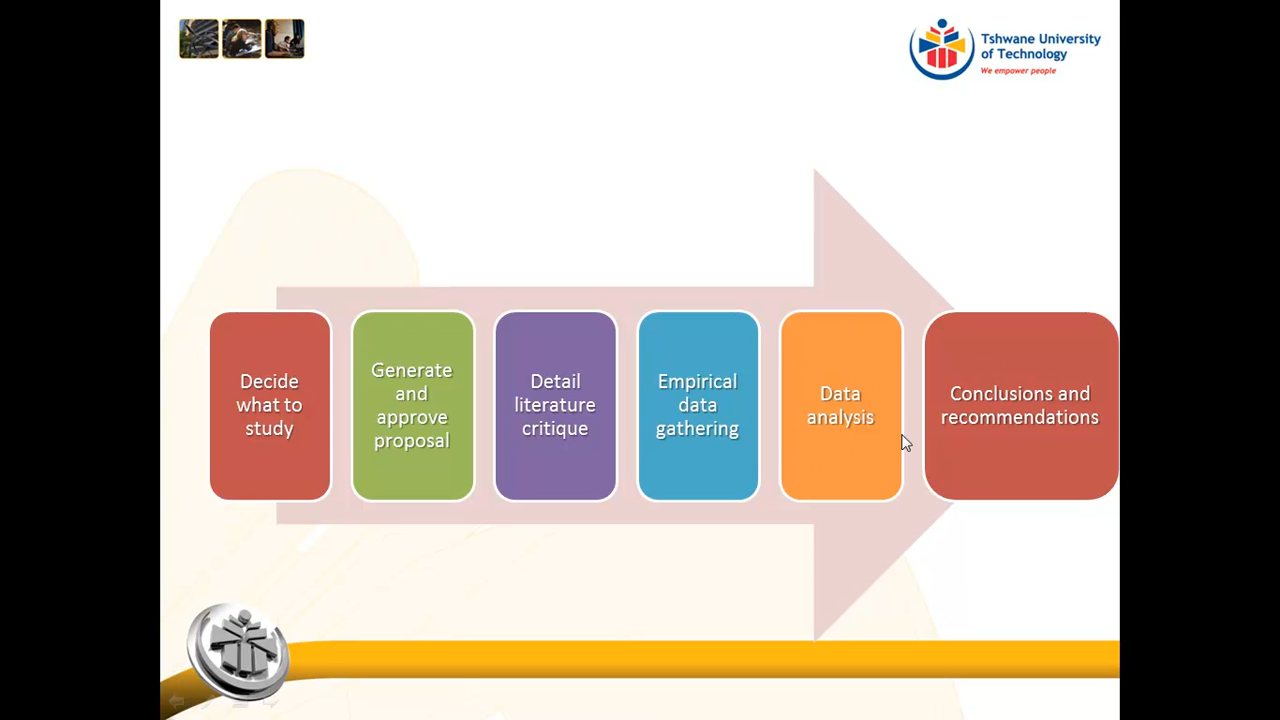 Tshwane University
of Technology
We empower people
Decide
what to
study
Generate
and
approve
proposal
Detail
literature
critique
Empirical
data
gathering
Data
analysis
Conclusions and
recommendations